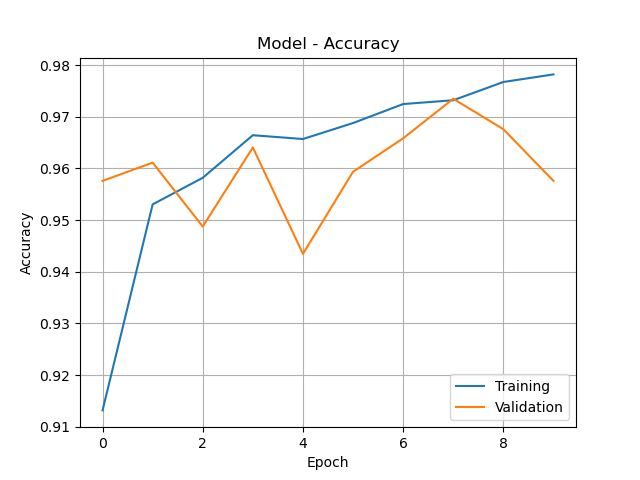 Model - Accuracy
0.98
0.97
0.96
0.95
0.94
0.93
0.92
0.91
Accuracy
0 2 4 6 8
Epoch
Training
Validation